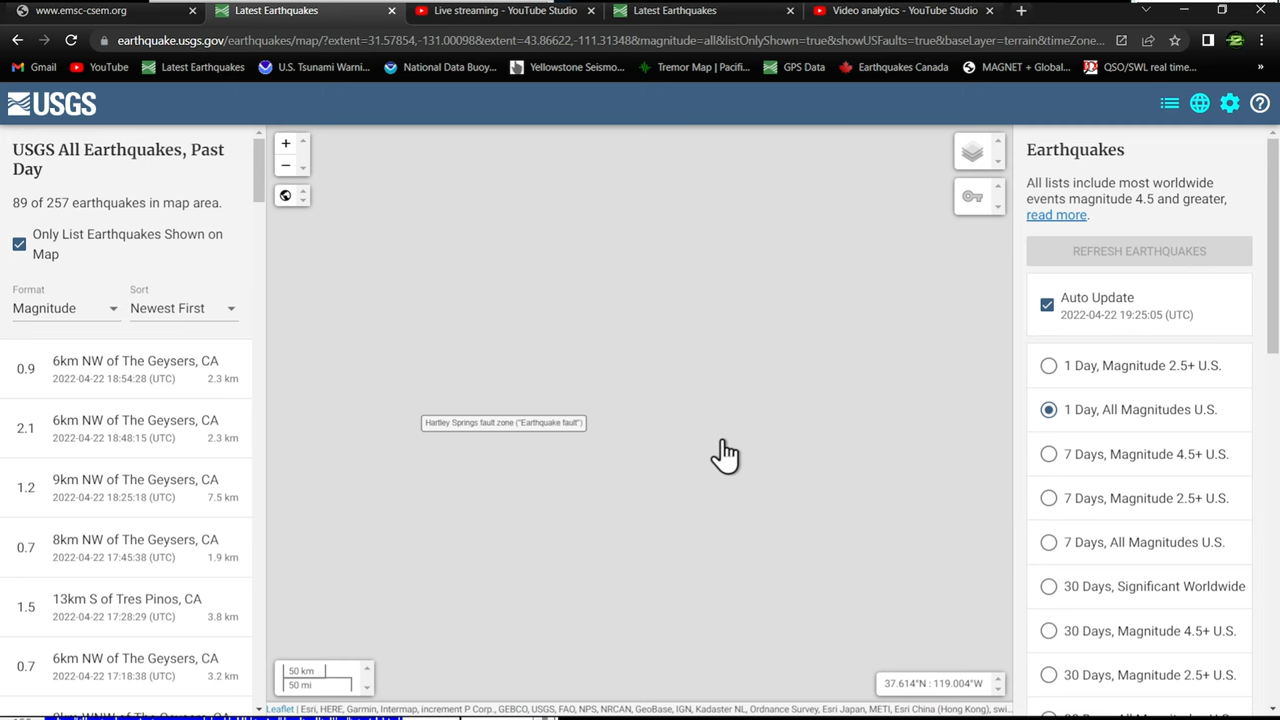 www.emsc-csem.org
Latest Earthquakes
Live streaming - YouTube Studio
Latest Earthquakes
Video analytics - YouTube Studio
earthquake.usgs.gov/earthquakes/map/?extent=31.57854,-131.00098&extent=43.86622,-111.31348&magnitude=all&listOnlyShown=true&showUSFaults=true&baseLayer=terrain&timeZone...
Gmail
YouTube
Latest Earthquakes
U.S. Tsunami Warni...
National Data Buoy...
Yellowstone Seismo...
Tremor Map | Pacifi...
GPS Data
Earthquakes Canada
MAGNET + Global...
QSO/SWL real time...
»
USGS
USGS All Earthquakes, Past
Day
89 of 257 earthquakes in map area.
Only List Earthquakes Shown on
Map
Format
Sort
Magnitude
Newest First
0.9
6km NW of The Geysers, CA
2022-04-22 18:54:28 (UTC)
2.3 km
2.1
6km NW of The Geysers, CA
2022-04-22 18:48:15 (UTC)
2.3 km
1.2
9km NW of The Geysers, CA
2022-04-22 18:25:18 (UTC)
7.5 km
0.7
8km NW of The Geysers, CA
2022-04-22 17:45:38 (UTC)
1.9 km
1.5
13km S of Tres Pinos, CA
2022-04-22 17:28:29 (UTC)
3.8 km
0.7
6km NW of The Geysers, CA
2022-04-22 17:18:38 (UTC)
3.2 km
+
−
Hartley Springs fault zone ("Earthquake fault")
50 km
50 mi
37.614°N : 119.004°W
Leaflet | Esri, HERE, Garmin, Intermap, increment P Corp., GEBCO, USGS, FAO, NPS, NRCAN, GeoBase, IGN, Kadaster NL, Ordnance Survey, Esri Japan, METI, Esri China (Hong Kong), swi...
Earthquakes
All lists include most worldwide
events magnitude 4.5 and greater,
read more.
REFRESH EARTHQUAKES
Auto Update
2022-04-22 19:25:05 (UTC)
1 Day, Magnitude 2.5+ U.S.
1 Day, All Magnitudes U.S.
7 Days, Magnitude 4.5+ U.S.
7 Days, Magnitude 2.5+ U.S.
7 Days, All Magnitudes U.S.
30 Days, Significant Worldwide
30 Days, Magnitude 4.5+ U.S.
30 Days, Magnitude 2.5+ U.S.